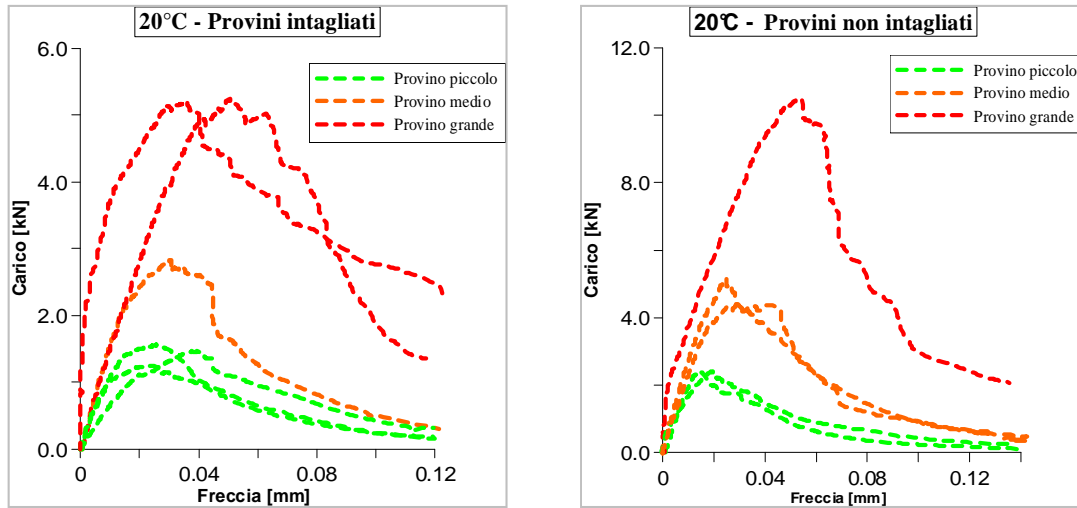 20°C - Provini intagliati
6.0
4.0
2.0
0.0
Carico [kN]
Provino piccolo
Provino medio
Provino grande
0
0.04
0.08
0.12
Freccia [mm]
20°C - Provini non intagliati
12.0
8.0
4.0
0.0
Carico [kN]
Provino piccolo
Provino medio
Provino grande
0
0.04
0.08
0.12
Freccia [mm]